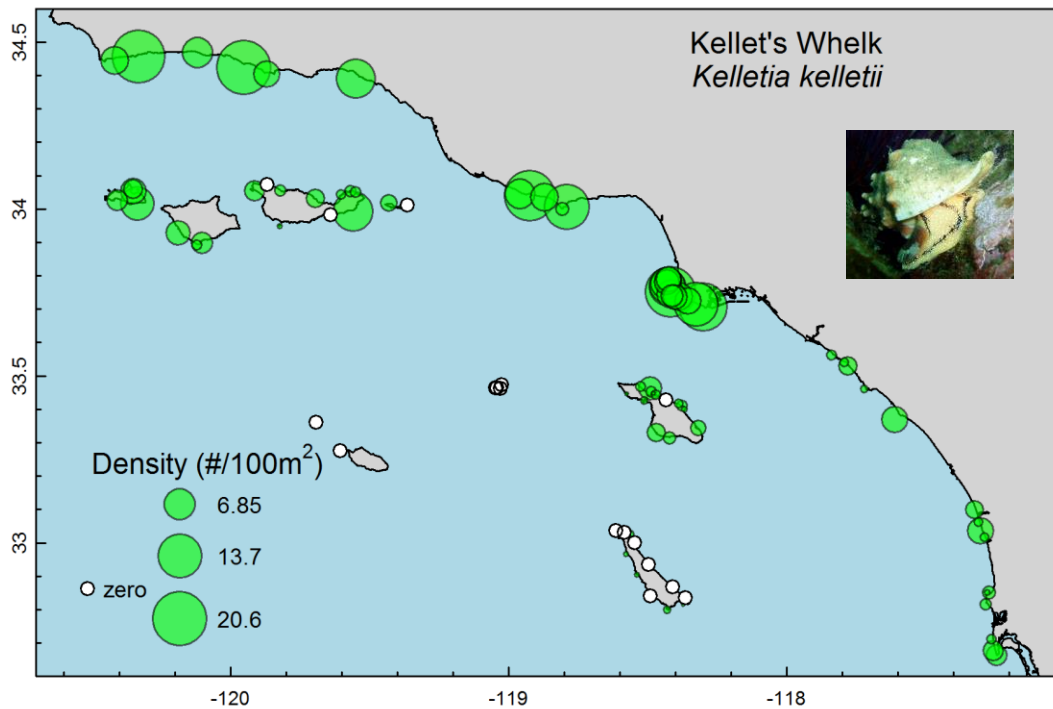 Kellet's Whelk
Kelletia kelletii
34.5
34
33.5
33
Density (#/100m²)
6.85
13.7
zero
20.6
-120
-119
-118